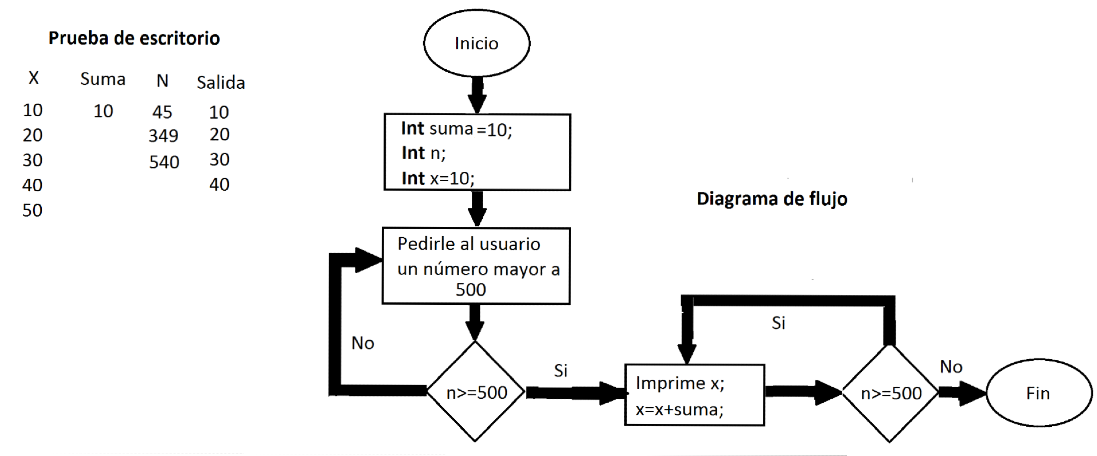 Prueba de escritorio
X Suma N Salida
10 10 45 10
20 349 20
30 540 30
40 40
50
Inicio
Int suma=10;
Int n;
Int x=10;
Pedirle al usuario
un número mayor a
500
No
n>=500
Si
Diagrama de flujo
Si
Imprime x;
x=x+suma;
n>=500
No
Fin